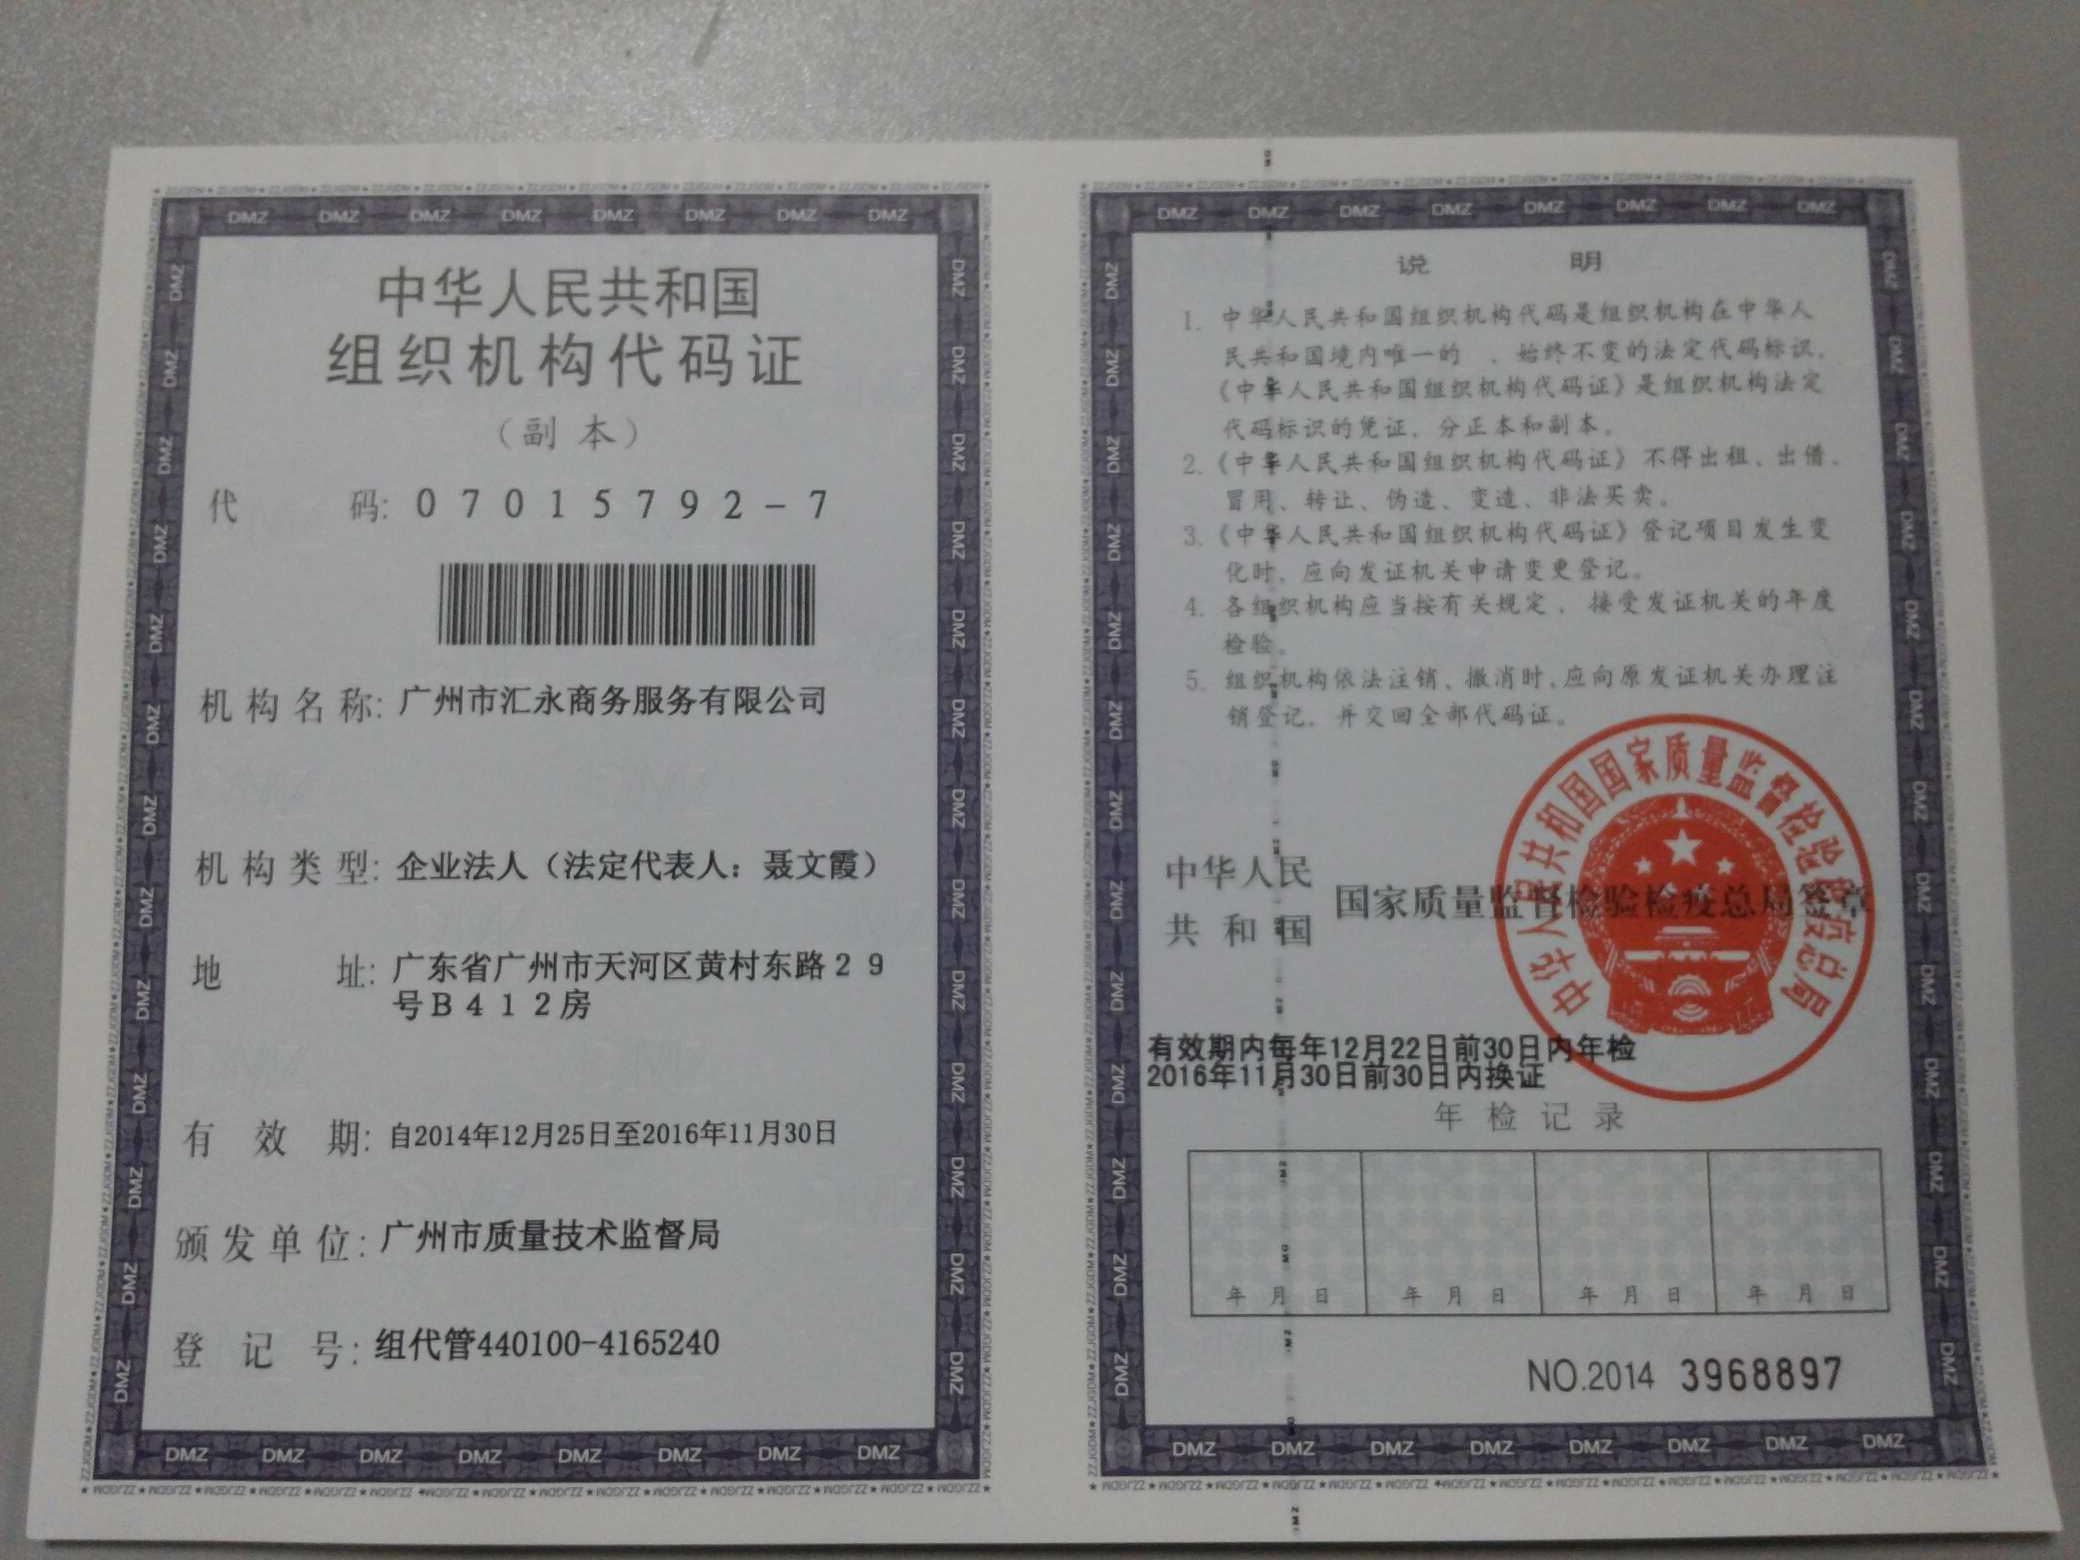 中华人民共和国
组织机构代码证
（副本）
代码: 07015792-7
机构名称: 广州市汇永商务服务有限公司
机构类型: 企业法人（法定代表人：聂文霞）
地址: 广东省广州市天河区黄村东路29
号B412房
有效期: 自2014年12月25日至2016年11月30日
颁发单位: 广州市质量技术监督局
登记号: 组代管440100-4165240
说明
1. 中华人民共和国组织机构代码是组织机构在中华人
民共和国境内唯一的、始终不变的法定代码标识，
《中华人民共和国组织机构代码证》是组织机构法定
代码标识的凭证，分正本和副本。
2.《中华人民共和国组织机构代码证》不得出租、出借、
冒用、转让、伪造、变造、非法买卖。
3.《中华人民共和国组织机构代码证》登记项目发生变
化时，应向发证机关申请变更登记。
4. 各组织机构应当按有关规定，接受发证机关的年度
检验。
5. 组织机构依法注销、撤消时，应向原发证机关办理注
销登记，并交回全部代码证。
中华人民
共和国
国家质量监督检验检疫总局签章
中华人民共和国国家质量监督检验检疫总局
有效期内每年12月22日前30日内年检
2016年11月30日前30日内换证
年检记录
年 月 日 年 月 日 年 月 日 年 月 日
NO.2014 3968897